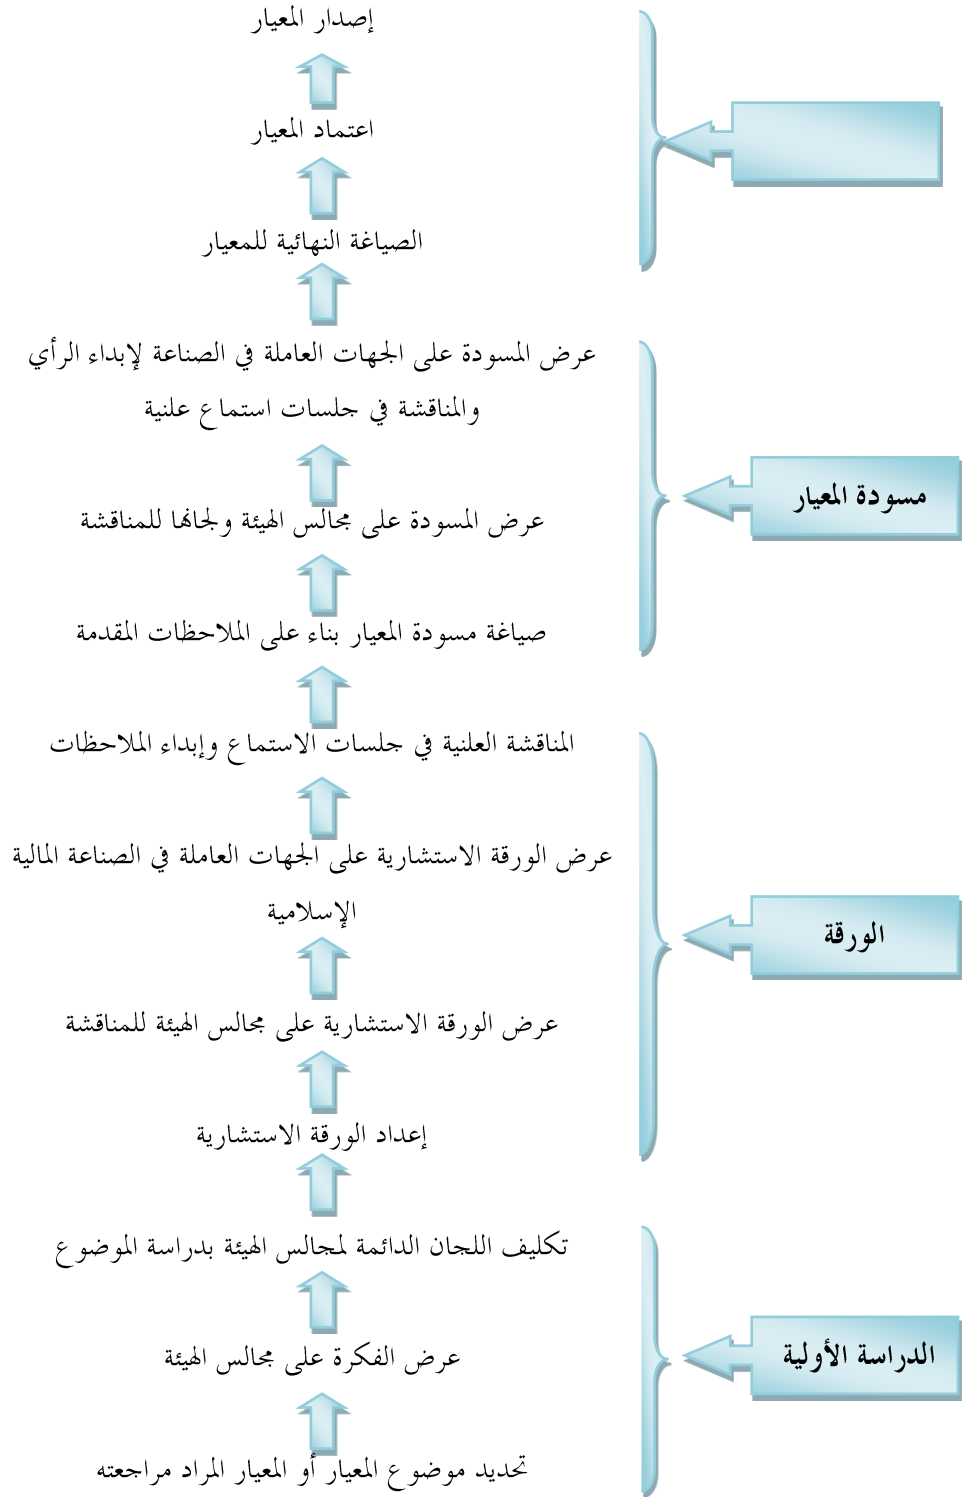 إصدار المعيار
اعتماد المعيار
الصياغة النهائية للمعيار
عرض المسودة على الجهات العاملة في الصناعة لإبداء الرأي
والمناقشة في جلسات استماع علنية
مسودة المعيار
عرض المسودة على مجالس الهيئة ولجانها للمناقشة
صياغة مسودة المعيار بناء على الملاحظات المقدمة
المناقشة العلنية في جلسات الاستماع وإبداء الملاحظات
عرض الورقة الاستشارية على الجهات العاملة في الصناعة المالية
الإسلامية
الورقة
عرض الورقة الاستشارية على مجالس الهيئة للمناقشة
إعداد الورقة الاستشارية
تكليف اللجان الدائمة لمجالس الهيئة بدراسة الموضوع
الدراسة الأولية
عرض الفكرة على مجالس الهيئة
تحديد موضوع المعيار أو المعيار المراد مراجعته